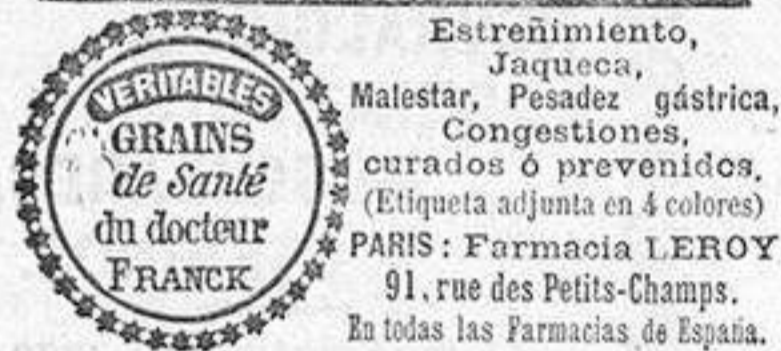 VERITABLES
GRAINS
de Santé
du docteur
FRANCK
Estreñimiento,
Jaqueca,
Malestar, Pesadez gástrica,
Congestiones,
curados ó prevenidos.
(Etiqueta adjunta en 4 colores)
PARIS: Farmacia LEROY
91, rue des Petits-Champs.
En todas las Farmacias de España.